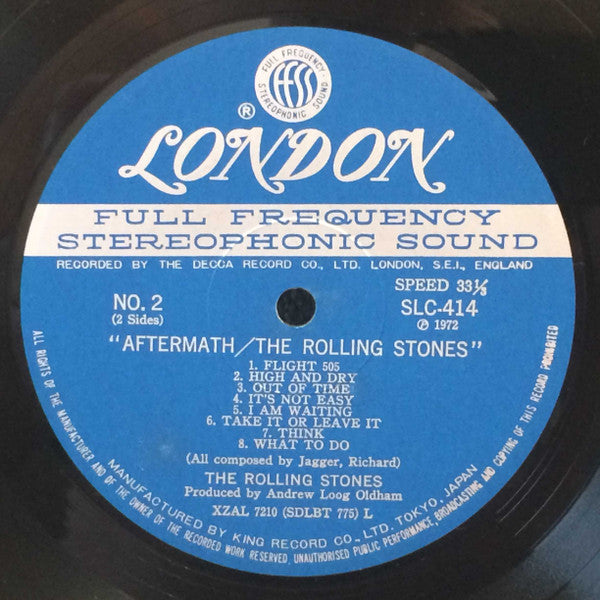 FULL FREQUENCY
ffss
STEREOPHONIC SOUND
®
LONDON
FULL FREQUENCY
STEREOPHONIC SOUND
RECORDED BY THE DECCA RECORD CO., LTD. LONDON, S.E.I., ENGLAND
SPEED 33⅓
NO. 2
SLC-414
(2 Sides)
℗ 1972
"AFTERMATH/THE ROLLING STONES"
1. FLIGHT 505
2. HIGH AND DRY
3. OUT OF TIME
4. IT'S NOT EASY
5. I AM WAITING
6. TAKE IT OR LEAVE IT
7. THINK
8. WHAT TO DO
(All composed by Jagger, Richard)
THE ROLLING STONES
Produced by Andrew Loog Oldham
XZAL 7210 (SDLBT 775) L
MANUFACTURED BY KING RECORD CO., LTD. TOKYO, JAPAN
ALL RIGHTS OF THE MANUFACTURER AND OF THE OWNER OF THE RECORDED WORK RESERVED, UNAUTHORISED PUBLIC PERFORMANCE, BROADCASTING AND COPYING OF THIS RECORD PROHIBITED